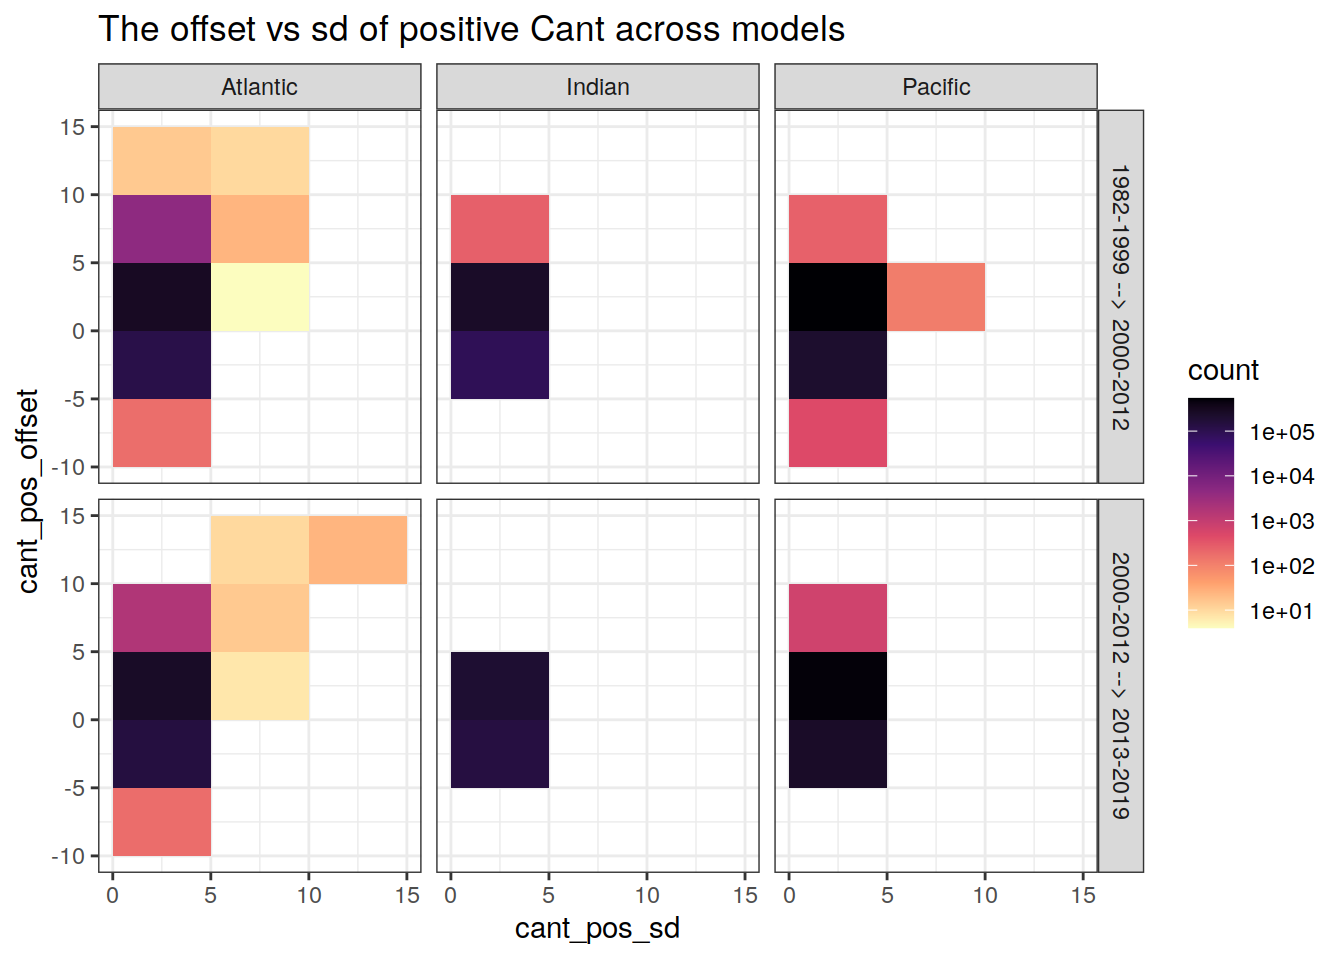 The offset vs sd of positive Cant across models
Atlantic
Indian
Pacific
15
10
5
0
-5
-10
1982-1999 --> 2000-2012
15
10
5
0
-5
-10
2000-2012 --> 2013-2019
0 5 10 15
0 5 10 15
0 5 10 15
cant_pos_sd
cant_pos_offset
count
1e+05
1e+04
1e+03
1e+02
1e+01